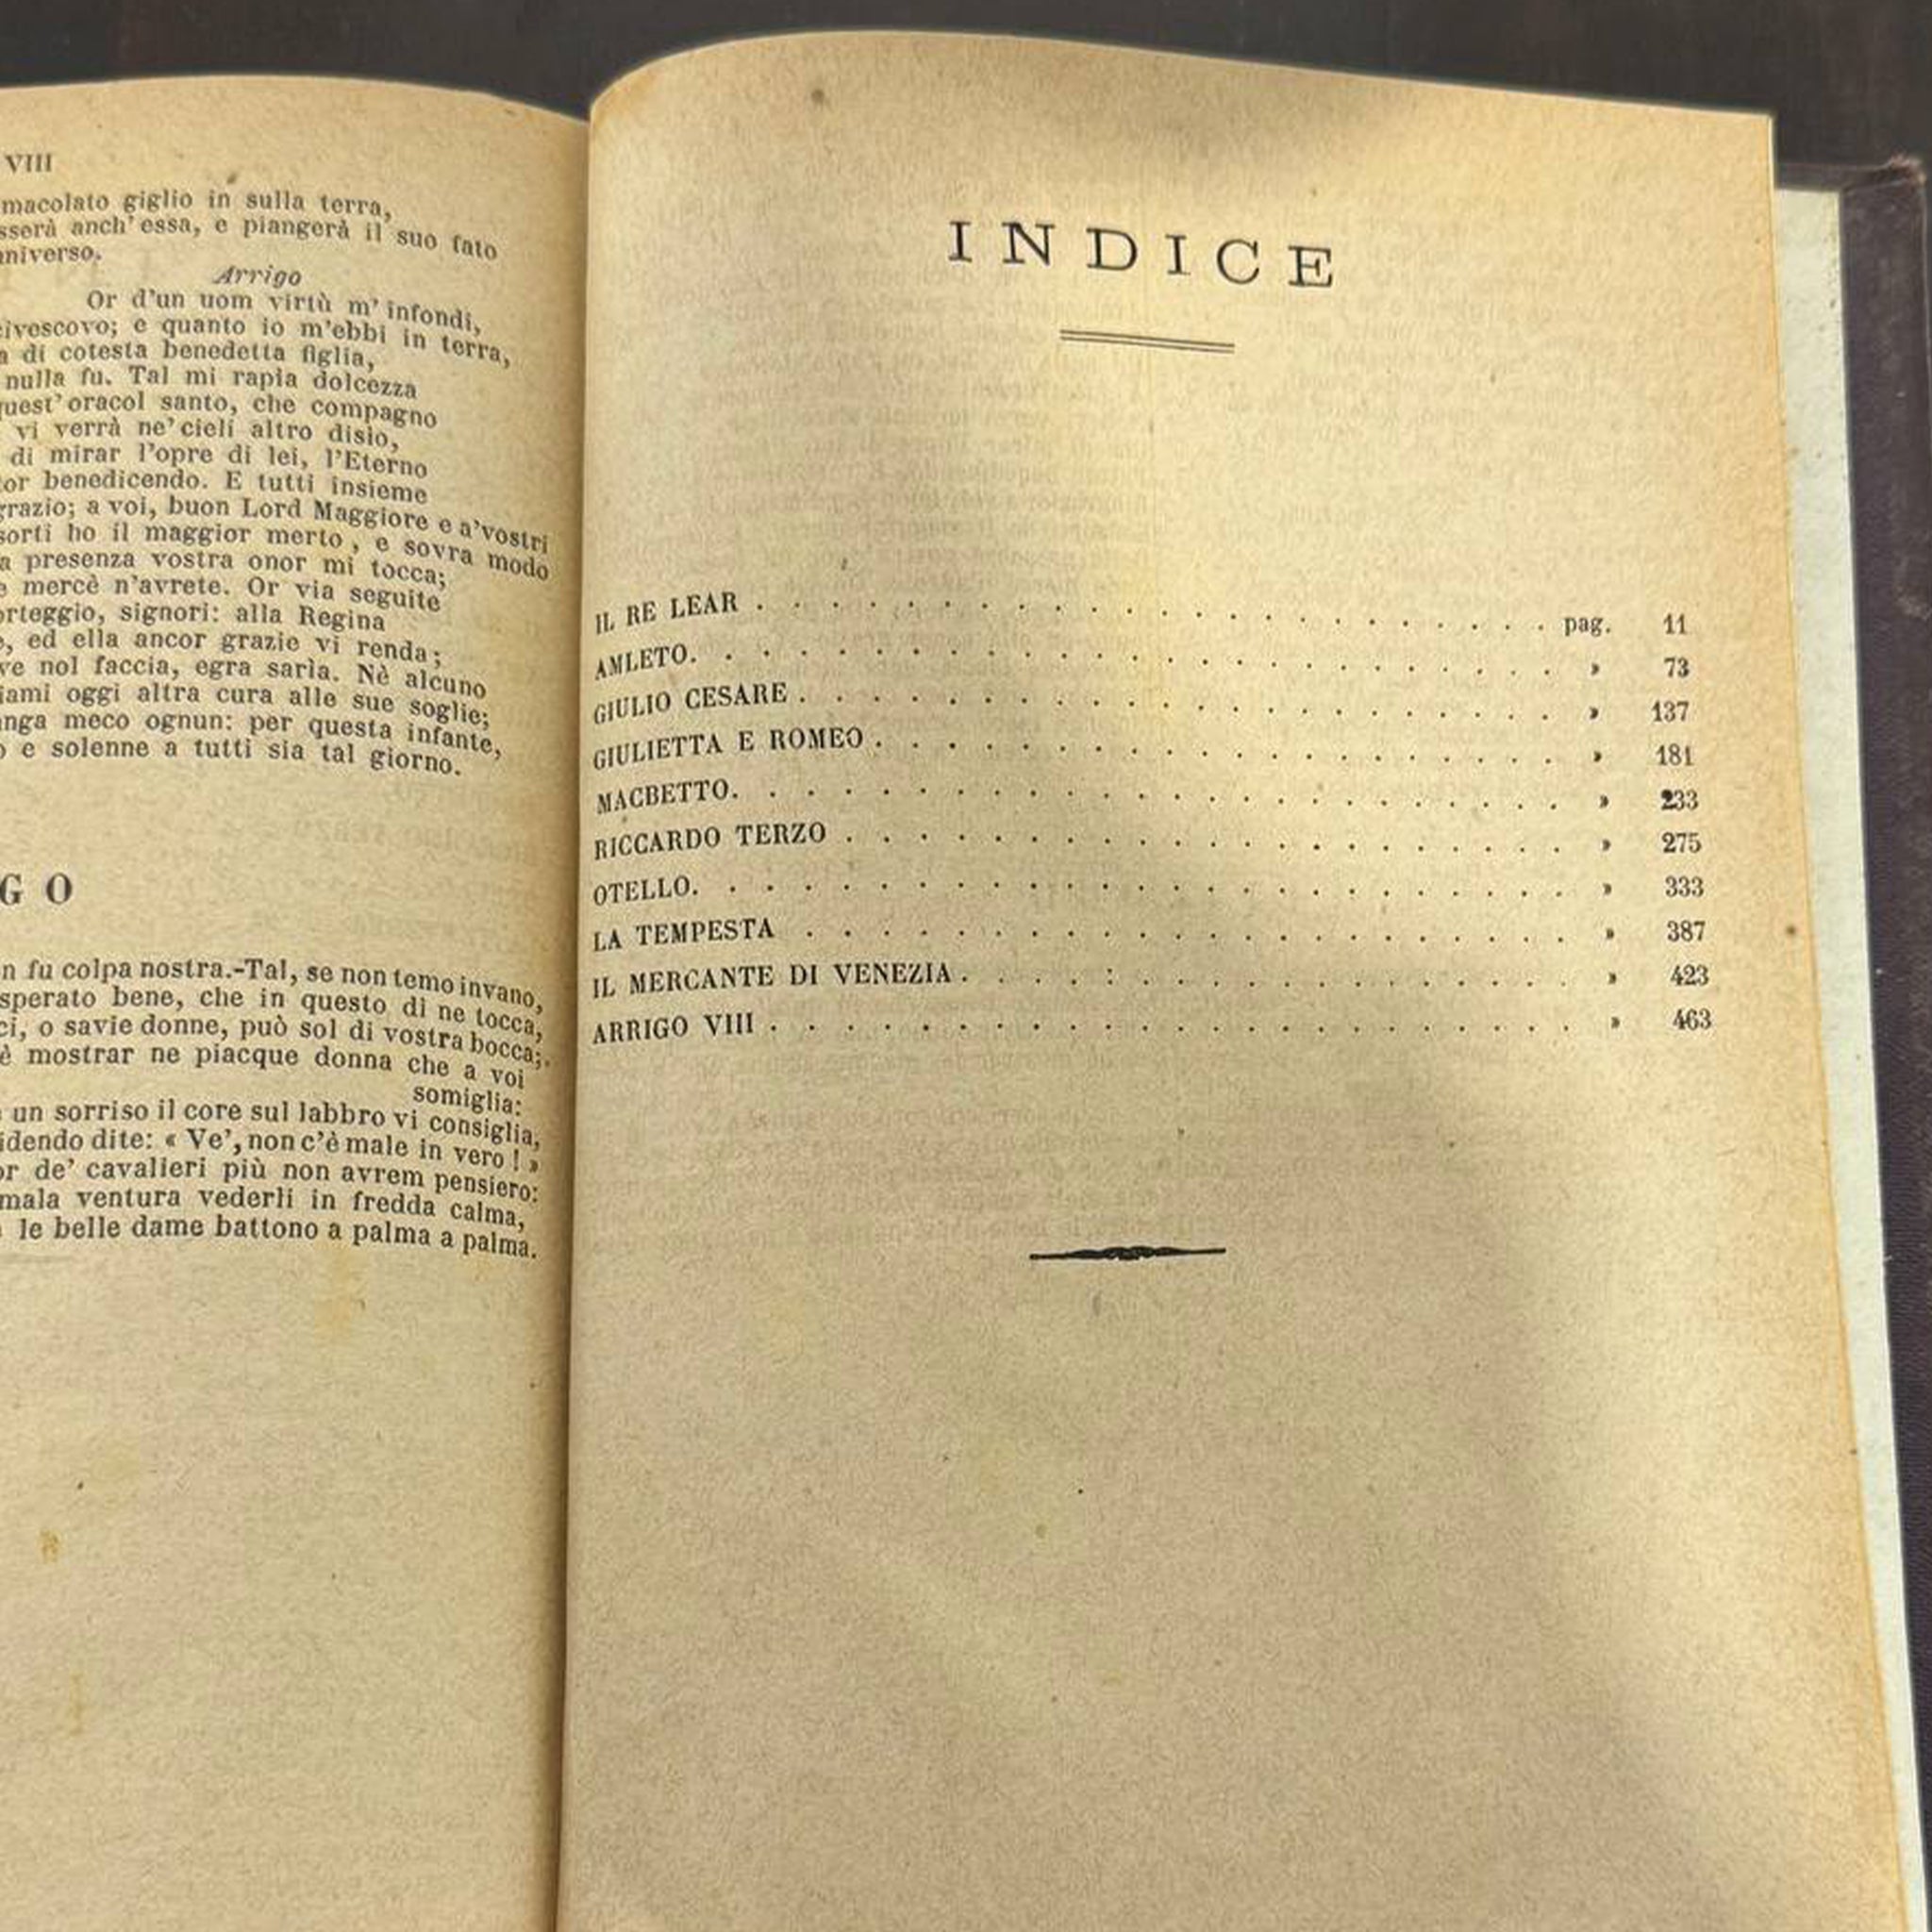 VIII
macolato giglio in sulla terra,
anch'essa, e piangerà il suo fato
Arrigo
Or d'un uom virtù m'infondi,
e quanto io m'ebbi in terra,
di cotesta benedetta figlia,
nulla fu. Tal mi rapìa dolcezza
quest'oracol santo, che compagno
vi verrà ne'cieli altro disio,
di mirar l'opre di lei, l'Eterno
benedicendo. E tutti insieme
grazio; a voi, buon Lord Maggiore e a'vostri
sorti ho il maggior merto, e sovra modo
a presenza vostra onor mi tocca;
e mercè n'avrete. Or via seguite
orteggio, signori: alla Regina
ed ella ancor grazie vi renda;
ve nol faccia, egra sarìa. Nè alcuno
iami oggi altra cura alle sue soglie;
anga meco ognun: per questa infante,
o e solenne a tutti sia tal giorno.
GO
n fu colpa nostra.-Tal, se non temo invano,
sperato bene, che in questo dì ne tocca,
ci, o savie donne, può sol di vostra bocca;
è mostrar ne piacque donna che a voi
somiglia:
un sorriso il core sul labbro vi consiglia,
idendo dite: « Ve', non c'è male in vero! »
or de' cavalieri più non avrem pensiero:
mala ventura vederli in fredda calma,
le belle dame battono a palma a palma.
INDICE
IL RE LEAR . . . . . . . . . . . . . . . . . . . . . pag. 11
AMLETO. . . . . . . . . . . . . . . . . . . . . . . » 73
GIULIO CESARE . . . . . . . . . . . . . . . . . . . . » 137
GIULIETTA E ROMEO . . . . . . . . . . . . . . . . . . » 181
MACBETTO. . . . . . . . . . . . . . . . . . . . . . » 233
RICCARDO TERZO . . . . . . . . . . . . . . . . . . . » 275
OTELLO. . . . . . . . . . . . . . . . . . . . . . . » 333
LA TEMPESTA . . . . . . . . . . . . . . . . . . . . » 387
IL MERCANTE DI VENEZIA . . . . : . . . . . . . . . . . . » 423
ARRIGO VIII . . . . . . . . . . . . . . . . . . . . . » 463